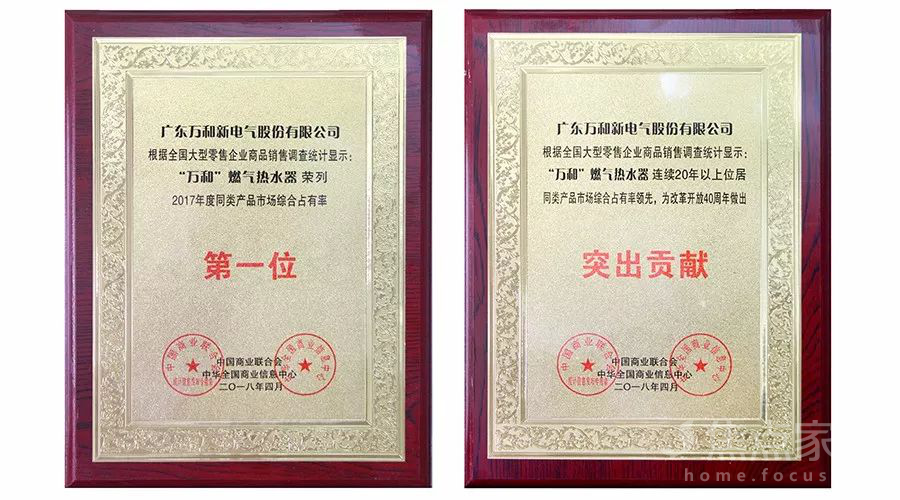 广东万和新电气股份有限公司
根据全国大型零售企业商品销售调查统计显示：
“万和”燃气热水器 荣列
2017年度同类产品市场综合占有率
第一位
中国商业联合会
中华全国商业信息中心
二〇一八年四月
广东万和新电气股份有限公司
根据全国大型零售企业商品销售调查统计显示：
“万和”燃气热水器 连续20年以上位居
同类产品市场综合占有率领先，为改革开放40周年做出
突出贡献
中国商业联合会
中华全国商业信息中心
二〇一八年四月
home.focus